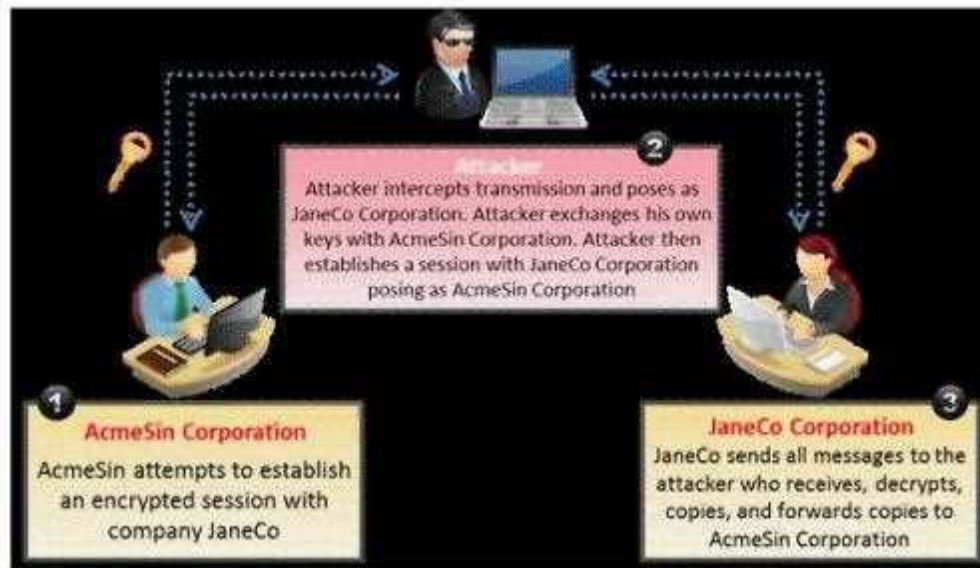 1
AcmeSin Corporation
AcmeSin attempts to establish
an encrypted session with
company JaneCo
2
Attacker
Attacker intercepts transmission and poses as
JaneCo Corporation. Attacker exchanges his own
keys with AcmeSin Corporation. Attacker then
establishes a session with JaneCo Corporation
posing as AcmeSin Corporation
3
JaneCo Corporation
JaneCo sends all messages to the
attacker who receives, decrypts,
copies, and forwards copies to
AcmeSin Corporation